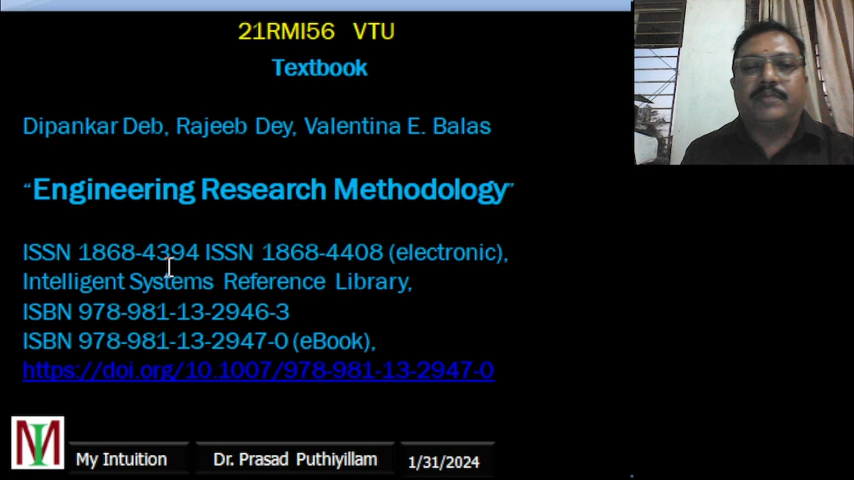 21RMI56 VTU
Textbook
Dipankar Deb, Rajeeb Dey, Valentina E. Balas
“Engineering Research Methodology”
ISSN 1868-4394 ISSN 1868-4408 (electronic),
Intelligent Systems Reference Library,
ISBN 978-981-13-2946-3
ISBN 978-981-13-2947-0 (eBook),
https://doi.org/10.1007/978-981-13-2947-0
MI
My Intuition
Dr. Prasad Puthiyillam
1/31/2024